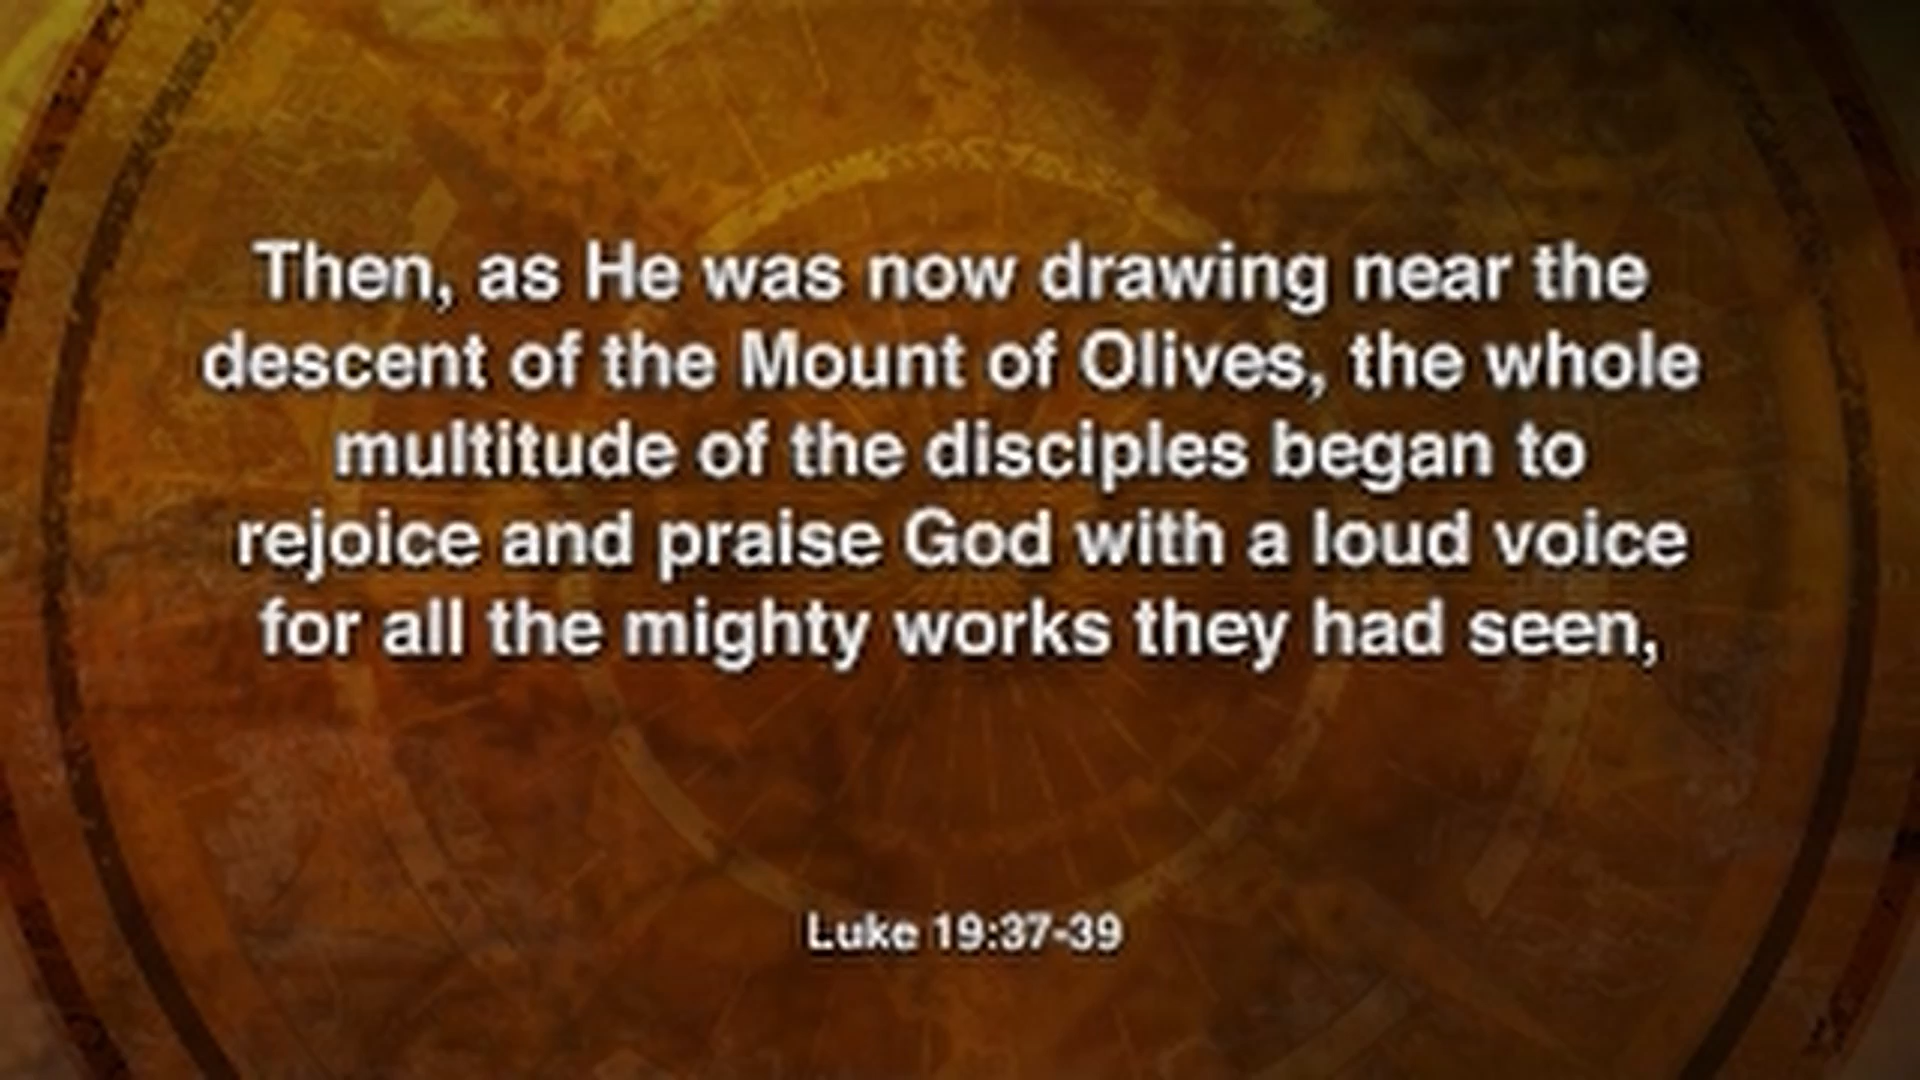 Then, as He was now drawing near the
descent of the Mount of Olives, the whole
multitude of the disciples began to
rejoice and praise God with a loud voice
for all the mighty works they had seen,
Luke 19:37-39